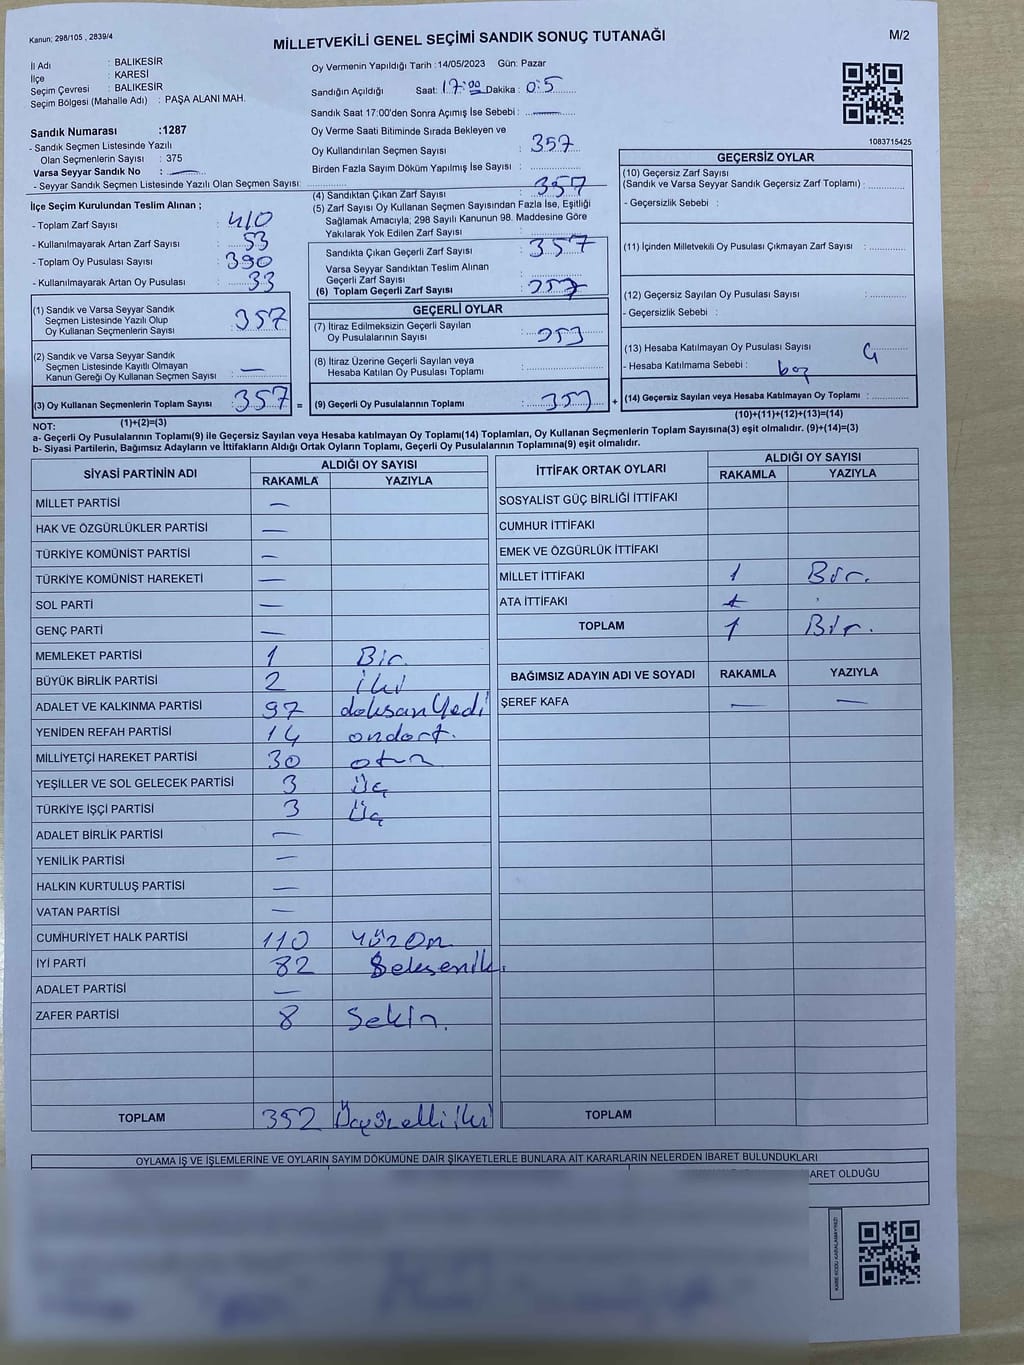 Kanun: 298/105 , 2839/4
MİLLETVEKİLİ GENEL SEÇİMİ SANDIK SONUÇ TUTANAĞI
M/2
İl Adı : BALIKESİR
İlçe : KARESİ
Seçim Çevresi : BALIKESİR
Seçim Bölgesi (Mahalle Adı) : PAŞA ALANI MAH.
Sandık Numarası :1287
- Sandık Seçmen Listesinde Yazılı
Olan Seçmenlerin Sayısı : 375
Varsa Seyyar Sandık No : —
- Seyyar Sandık Seçmen Listesinde Yazılı Olan Seçmen Sayısı:
İlçe Seçim Kurulundan Teslim Alınan ;
- Toplam Zarf Sayısı : 410
- Kullanılmayarak Artan Zarf Sayısı : 53
- Toplam Oy Pusulası Sayısı : 390
- Kullanılmayarak Artan Oy Pusulası : 33
Oy Vermenin Yapıldığı Tarih :14/05/2023 Gün: Pazar
Sandığın Açıldığı Saat: 17:00 Dakika : 05
Sandık Saat 17:00'den Sonra Açımış İse Sebebi : —
Oy Verme Saati Bitiminde Sırada Bekleyen ve
Oy Kullandırılan Seçmen Sayısı : 357
Birden Fazla Sayım Döküm Yapılmış İse Sayısı :
(4) Sandıktan Çıkan Zarf Sayısı : 357
(5) Zarf Sayısı Oy Kullanan Seçmen Sayısından Fazla İse, Eşitliği
Sağlamak Amacıyla, 298 Sayılı Kanunun 98. Maddesine Göre
Yakılarak Yok Edilen Zarf Sayısı :
Sandıkta Çıkan Geçerli Zarf Sayısı : 357
Varsa Seyyar Sandıktan Teslim Alınan
Geçerli Zarf Sayısı :
(6) Toplam Geçerli Zarf Sayısı : 357
1083715425
GEÇERSİZ OYLAR
(10) Geçersiz Zarf Sayısı
(Sandık ve Varsa Seyyar Sandık Geçersiz Zarf Toplamı) :
- Geçersizlik Sebebi :
(11) İçinden Milletvekili Oy Pusulası Çıkmayan Zarf Sayısı :
(12) Geçersiz Sayılan Oy Pusulası Sayısı :
- Geçersizlik Sebebi :
(13) Hesaba Katılmayan Oy Pusulası Sayısı
- Hesaba Katılmama Sebebi : boş
(14) Geçersiz Sayılan veya Hesaba Katılmayan Oy Toplamı :
(10)+(11)+(12)+(13)=(14)
(1) Sandık ve Varsa Seyyar Sandık
Seçmen Listesinde Yazılı Olup
Oy Kullanan Seçmenlerin Sayısı : 357
(2) Sandık ve Varsa Seyyar Sandık
Seçmen Listesinde Kayıtlı Olmayan
Kanun Gereği Oy Kullanan Seçmen Sayısı : —
(3) Oy Kullanan Seçmenlerin Toplam Sayısı : 357 =
(1)+(2)=(3)
GEÇERLİ OYLAR
(7) İtiraz Edilmeksizin Geçerli Sayılan
Oy Pusulalarının Sayısı : 353
(8) İtiraz Üzerine Geçerli Sayılan veya
Hesaba Katılan Oy Pusulası Toplamı :
(9) Geçerli Oy Pusulalarının Toplamı : 353 +
NOT:
a- Geçerli Oy Pusulalarının Toplamı(9) ile Geçersiz Sayılan veya Hesaba katılmayan Oy Toplamı(14) Toplamları, Oy Kullanan Seçmenlerin Toplam Sayısına(3) eşit olmalıdır. (9)+(14)=(3)
b- Siyasi Partilerin, Bağımsız Adayların ve İttifakların Aldığı Ortak Oyların Toplamı, Geçerli Oy Pusulalarının Toplamına(9) eşit olmalıdır.
SİYASİ PARTİNİN ADI ALDIĞI OY SAYISI
RAKAMLA YAZIYLA
MİLLET PARTİSİ —
HAK VE ÖZGÜRLÜKLER PARTİSİ —
TÜRKİYE KOMÜNİST PARTİSİ —
TÜRKİYE KOMÜNİST HAREKETİ —
SOL PARTİ —
GENÇ PARTİ —
MEMLEKET PARTİSİ 1 Bir.
BÜYÜK BİRLİK PARTİSİ 2 iki
ADALET VE KALKINMA PARTİSİ 97 doksanYedi
YENİDEN REFAH PARTİSİ 14 ondört.
MİLLİYETÇİ HAREKET PARTİSİ 30 otuz
YEŞİLLER VE SOL GELECEK PARTİSİ 3 Üç
TÜRKİYE İŞÇİ PARTİSİ 3 Üç
ADALET BİRLİK PARTİSİ —
YENİLİK PARTİSİ —
HALKIN KURTULUŞ PARTİSİ —
VATAN PARTİSİ —
CUMHURİYET HALK PARTİSİ 110 YüzOn
İYİ PARTİ 82 Seksenik.
ADALET PARTİSİ —
ZAFER PARTİSİ 8 Sekiz.
TOPLAM 352 Üçyüzelliiki
İTTİFAK ORTAK OYLARI ALDIĞI OY SAYISI
RAKAMLA YAZIYLA
SOSYALİST GÜÇ BİRLİĞİ İTTİFAKI
CUMHUR İTTİFAKI
EMEK VE ÖZGÜRLÜK İTTİFAKI
MİLLET İTTİFAKI 1 Bir.
ATA İTTİFAKI
TOPLAM 1 Bir.
BAĞIMSIZ ADAYIN ADI VE SOYADI RAKAMLA YAZIYLA
ŞEREF KAFA — —
TOPLAM
OYLAMA İŞ VE İŞLEMLERİNE VE OYLARIN SAYIM DÖKÜMÜNE DAİR ŞİKAYETLERLE BUNLARA AİT KARARLARIN NELERDEN İBARET BULUNDUKLARI
BARET OLDUĞU
KARE KODU KARALAMAYINIZ!